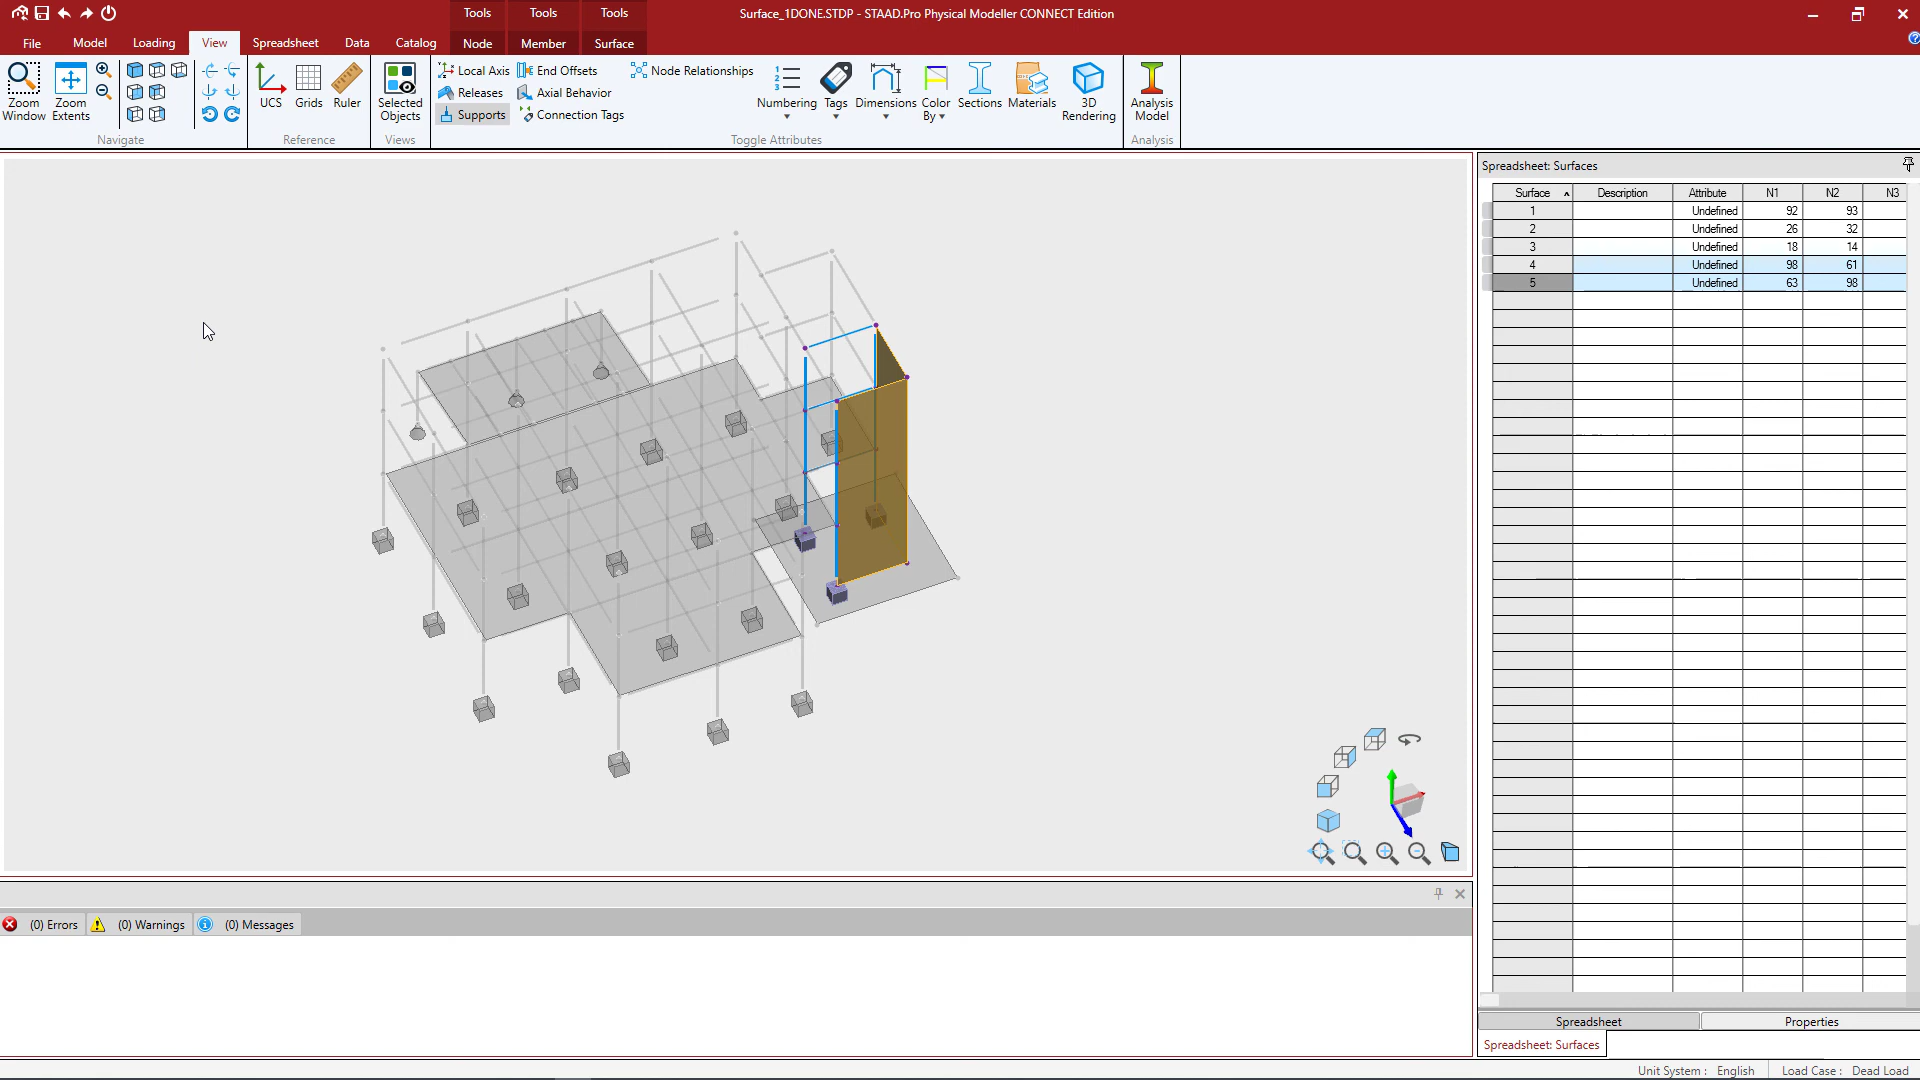 Surface_1DONE.STDP - STAAD.Pro Physical Modeller CONNECT Edition
Tools
Tools
Tools
File
Model
Loading
View
Spreadsheet
Data
Catalog
Node
Member
Surface
Zoom Window
Zoom Extents
Navigate
UCS
Grids
Ruler
Reference
Selected Objects
Views
Local Axis
Releases
Supports
End Offsets
Axial Behavior
Connection Tags
Node Relationships
Numbering
Tags
Dimensions
Color By
Sections
Materials
3D Rendering
Toggle Attributes
Analysis Model
Analysis
Spreadsheet: Surfaces
Surface Description Attribute N1 N2 N3
1 Undefined 92 93
2 Undefined 26 32
3 Undefined 18 14
4 Undefined 98 61
5 Undefined 63 98
(0) Errors
(0) Warnings
(0) Messages
Spreadsheet
Properties
Spreadsheet: Surfaces
Unit System : English
Load Case : Dead Load